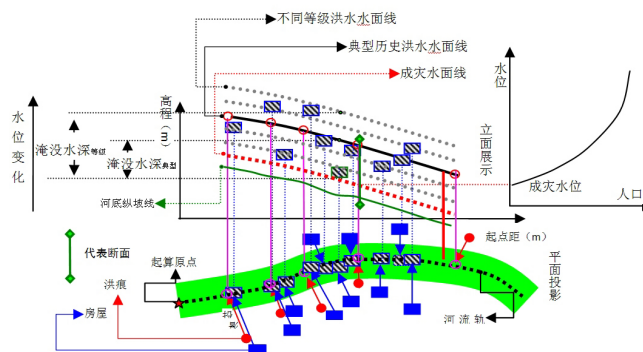 不同等级洪水水面线
典型历史洪水水面线
成灾水面线
水位变化
高程（m）
淹没水深等级
淹没水深典型
河底纵坡线
立面展示
水位
成灾水位
人口
起点距（m）
代表断面
起算原点
洪痕
房屋
平面投影
河流轨